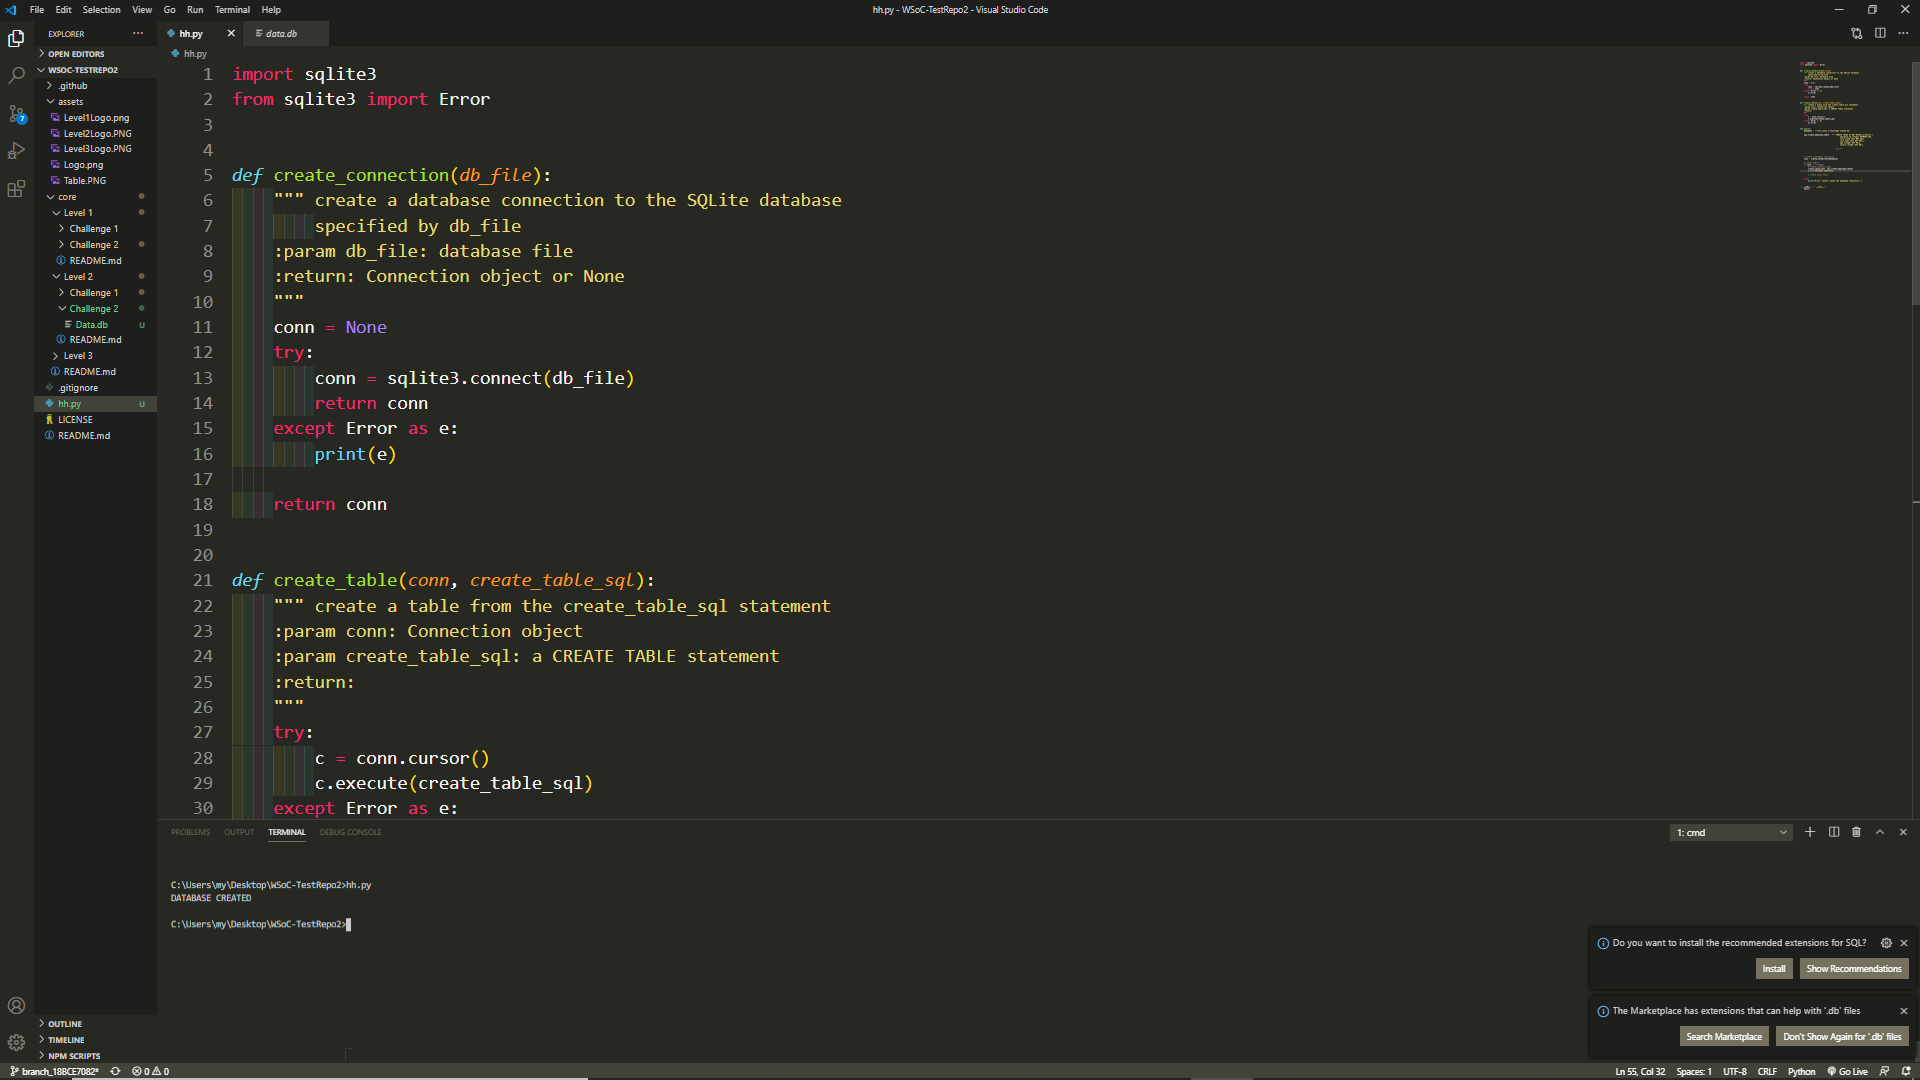 File Edit Selection View Go Run Terminal Help
hh.py - WSoC-TestRepo2 - Visual Studio Code
EXPLORER
OPEN EDITORS
WSOC-TESTREPO2
.github
assets
Level1Logo.png
Level2Logo.PNG
Level3Logo.PNG
Logo.png
Table.PNG
core
Level 1
Challenge 1
Challenge 2
README.md
Level 2
Challenge 1
Challenge 2
Data.db U
README.md
Level 3
README.md
.gitignore
hh.py U
LICENSE
README.md
OUTLINE
TIMELINE
NPM SCRIPTS
7
hh.py data.db
hh.py
1 import sqlite3
2 from sqlite3 import Error
3
4
5 def create_connection(db_file):
6 """ create a database connection to the SQLite database
7 specified by db_file
8 :param db_file: database file
9 :return: Connection object or None
10 """
11 conn = None
12 try:
13 conn = sqlite3.connect(db_file)
14 return conn
15 except Error as e:
16 print(e)
17
18 return conn
19
20
21 def create_table(conn, create_table_sql):
22 """ create a table from the create_table_sql statement
23 :param conn: Connection object
24 :param create_table_sql: a CREATE TABLE statement
25 :return:
26 """
27 try:
28 c = conn.cursor()
29 c.execute(create_table_sql)
30 except Error as e:
PROBLEMS OUTPUT TERMINAL DEBUG CONSOLE
1: cmd
C:\Users\my\Desktop\WSoC-TestRepo2>hh.py
DATABASE CREATED
C:\Users\my\Desktop\WSoC-TestRepo2>
Do you want to install the recommended extensions for SQL?
Install Show Recommendations
The Marketplace has extensions that can help with '.db' files
Search Marketplace Don't Show Again for '.db' files
branch_18BCE7082* 0 0
Ln 55, Col 32 Spaces: 1 UTF-8 CRLF Python Go Live